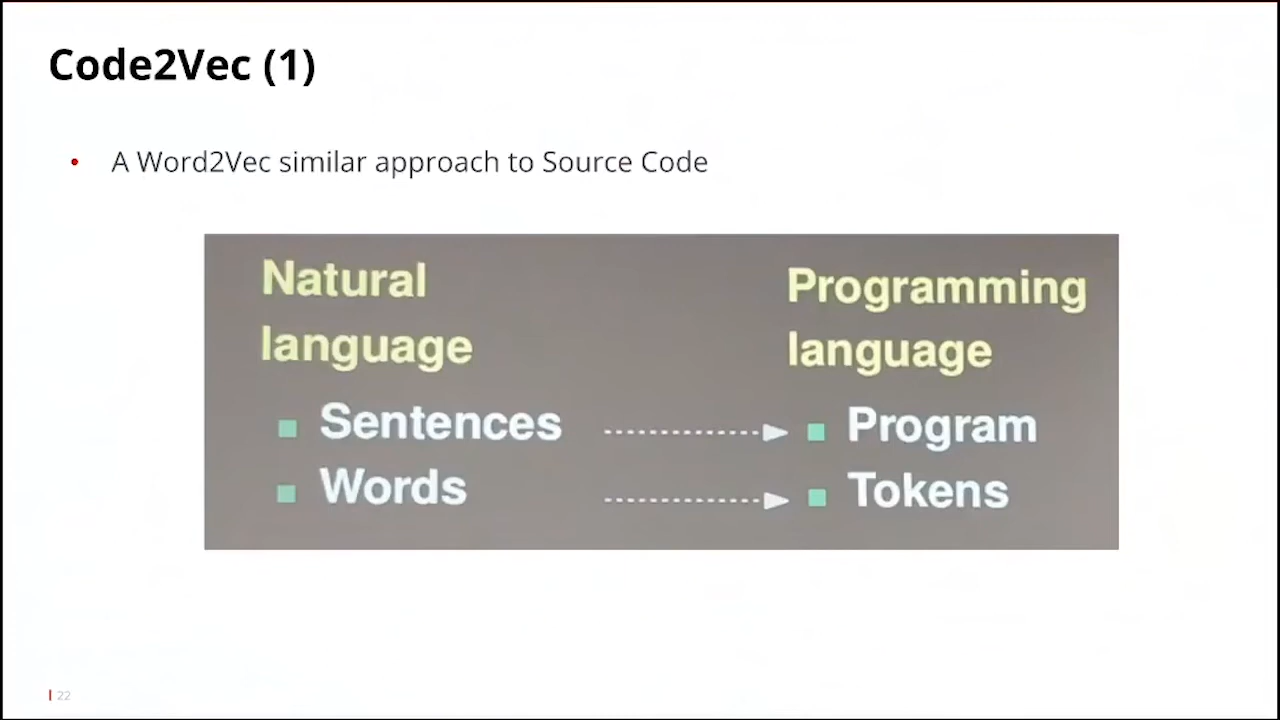 Code2Vec (1)
• A Word2Vec similar approach to Source Code
Natural
language
Programming
language
Sentences
Program
Words
Tokens
22